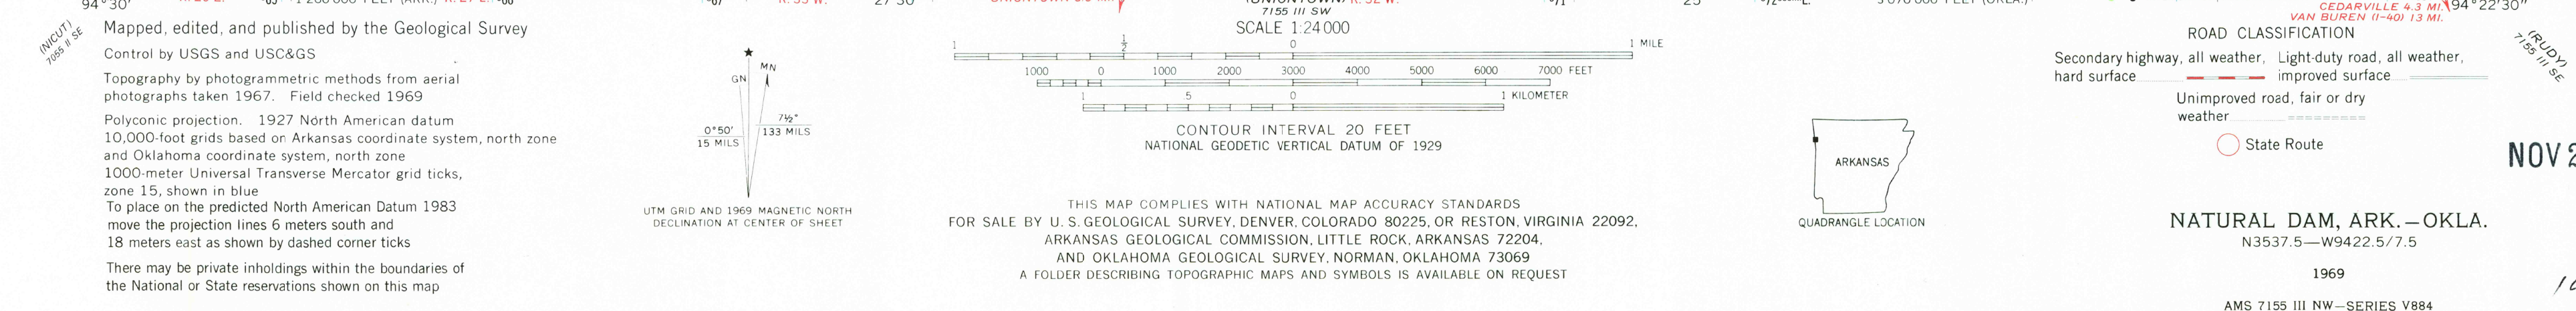 94°30'
27'30"
7155 III SW
CEDARVILLE 4.3 MI.
94°22'30"
VAN BUREN (I-40) 13 MI.
(NICUT)
7055 II SE
Mapped, edited, and published by the Geological Survey
Control by USGS and USC&GS
Topography by photogrammetric methods from aerial
photographs taken 1967. Field checked 1969
Polyconic projection. 1927 North American datum
10,000-foot grids based on Arkansas coordinate system, north zone
and Oklahoma coordinate system, north zone
1000-meter Universal Transverse Mercator grid ticks,
zone 15, shown in blue
To place on the predicted North American Datum 1983
move the projection lines 6 meters south and
18 meters east as shown by dashed corner ticks
There may be private inholdings within the boundaries of
the National or State reservations shown on this map
★
GN
MN
0°50'
15 MILS
7½°
133 MILS
UTM GRID AND 1969 MAGNETIC NORTH
DECLINATION AT CENTER OF SHEET
SCALE 1:24 000
1 ½ 0 1 MILE
1000 0 1000 2000 3000 4000 5000 6000 7000 FEET
1 .5 0 1 KILOMETER
CONTOUR INTERVAL 20 FEET
NATIONAL GEODETIC VERTICAL DATUM OF 1929
THIS MAP COMPLIES WITH NATIONAL MAP ACCURACY STANDARDS
FOR SALE BY U. S. GEOLOGICAL SURVEY, DENVER, COLORADO 80225, OR RESTON, VIRGINIA 22092,
ARKANSAS GEOLOGICAL COMMISSION, LITTLE ROCK, ARKANSAS 72204,
AND OKLAHOMA GEOLOGICAL SURVEY, NORMAN, OKLAHOMA 73069
A FOLDER DESCRIBING TOPOGRAPHIC MAPS AND SYMBOLS IS AVAILABLE ON REQUEST
ARKANSAS
QUADRANGLE LOCATION
ROAD CLASSIFICATION
Secondary highway, all weather, hard surface
Light-duty road, all weather, improved surface
Unimproved road, fair or dry
weather
State Route
(RUDY)
7155 III SE
NOV 2
NATURAL DAM, ARK.—OKLA.
N3537.5—W9422.5/7.5
1969
AMS 7155 III NW—SERIES V884